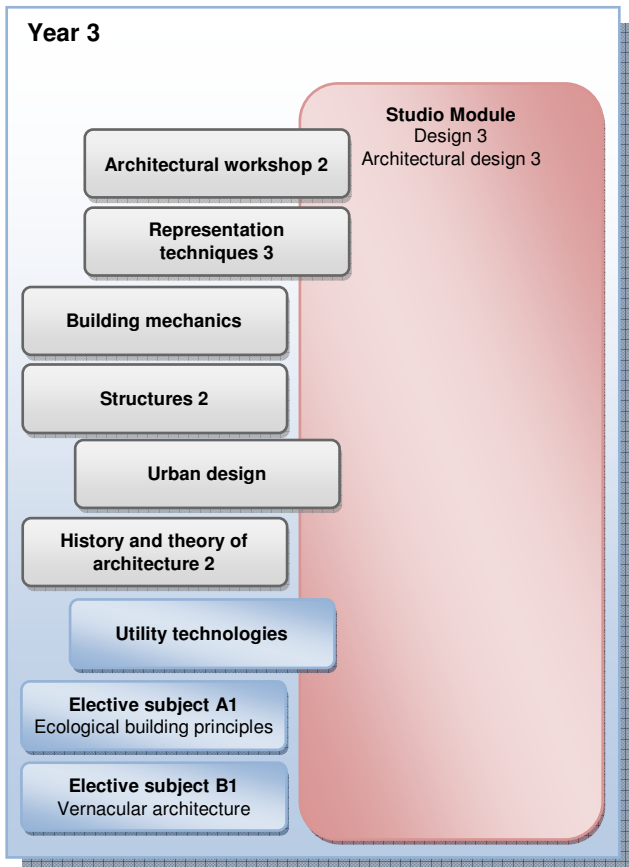 Year 3
Studio Module
Design 3
Architectural design 3
Architectural workshop 2
Representation
techniques 3
Building mechanics
Structures 2
Urban design
History and theory of
architecture 2
Utility technologies
Elective subject A1
Ecological building principles
Elective subject B1
Vernacular architecture